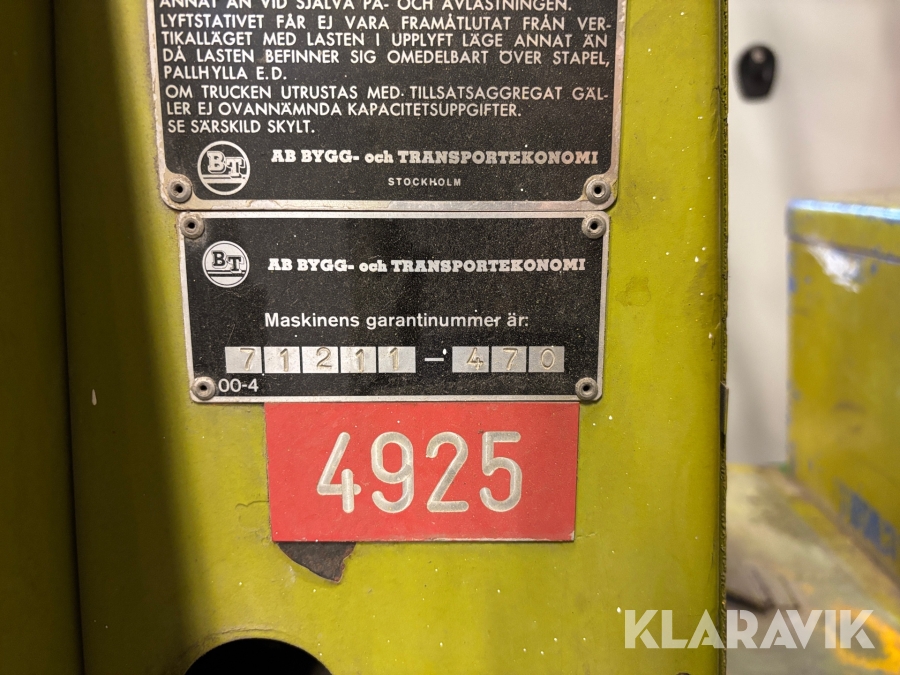 ANNAT ÄN VID SJÄLVA PÅ- OCH AVLASTNINGEN.
LYFTSTATIVET FÅR EJ VARA FRAMÅTLUTAT FRÅN VER-
TIKALLÄGET MED LASTEN I UPPLYFT LÄGE ANNAT ÄN
DÅ LASTEN BEFINNER SIG OMEDELBART ÖVER STAPEL,
PALLHYLLA E.D.
OM TRUCKEN UTRUSTAS MED TILLSATSAGGREGAT GÄL-
LER EJ OVANNÄMNDA KAPACITETSUPPGIFTER.
SE SÄRSKILD SKYLT.
BT
AB BYGG- och TRANSPORTEKONOMI
STOCKHOLM
BT
AB BYGG- och TRANSPORTEKONOMI
Maskinens garantinummer är:
71211-470
00-4
4925
KLARAVIK